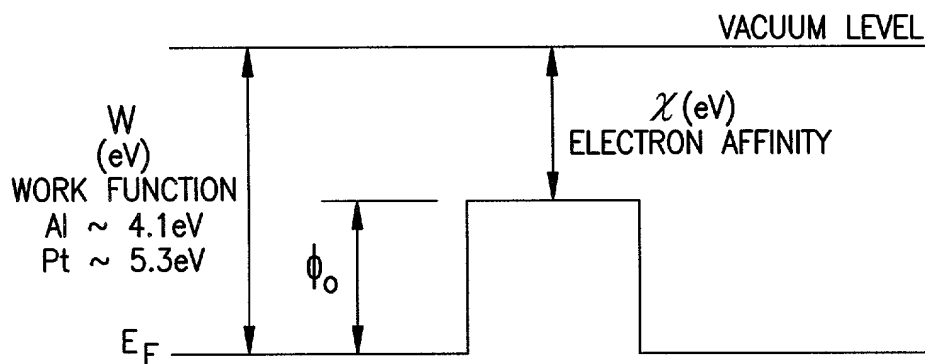 VACUUM LEVEL
W
(eV)
WORK FUNCTION
Al ~ 4.1eV
Pt ~ 5.3eV
χ(eV)
ELECTRON AFFINITY
ϕo
EF